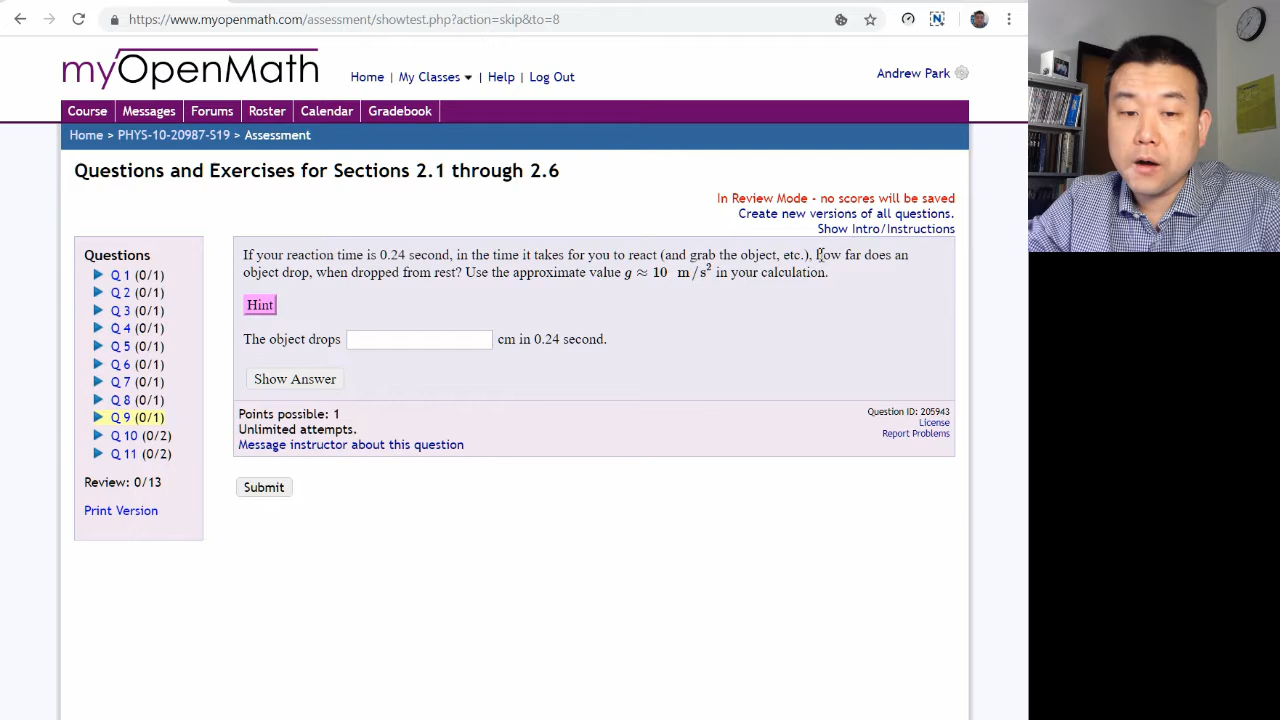 https://www.myopenmath.com/assessment/showtest.php?action=skip&to=8
myOpenMath
Home | My Classes | Help | Log Out
Andrew Park
Course Messages Forums Roster Calendar Gradebook
Home > PHYS-10-20987-S19 > Assessment
Questions and Exercises for Sections 2.1 through 2.6
In Review Mode - no scores will be saved
Create new versions of all questions.
Show Intro/Instructions
Questions
Q 1 (0/1)
Q 2 (0/1)
Q 3 (0/1)
Q 4 (0/1)
Q 5 (0/1)
Q 6 (0/1)
Q 7 (0/1)
Q 8 (0/1)
Q 9 (0/1)
Q 10 (0/2)
Q 11 (0/2)
Review: 0/13
Print Version
If your reaction time is 0.24 second, in the time it takes for you to react (and grab the object, etc.), how far does an
object drop, when dropped from rest? Use the approximate value g ≈ 10 m/s² in your calculation.
Hint
The object drops cm in 0.24 second.
Show Answer
Points possible: 1
Unlimited attempts.
Message instructor about this question
Question ID: 205943
License
Report Problems
Submit